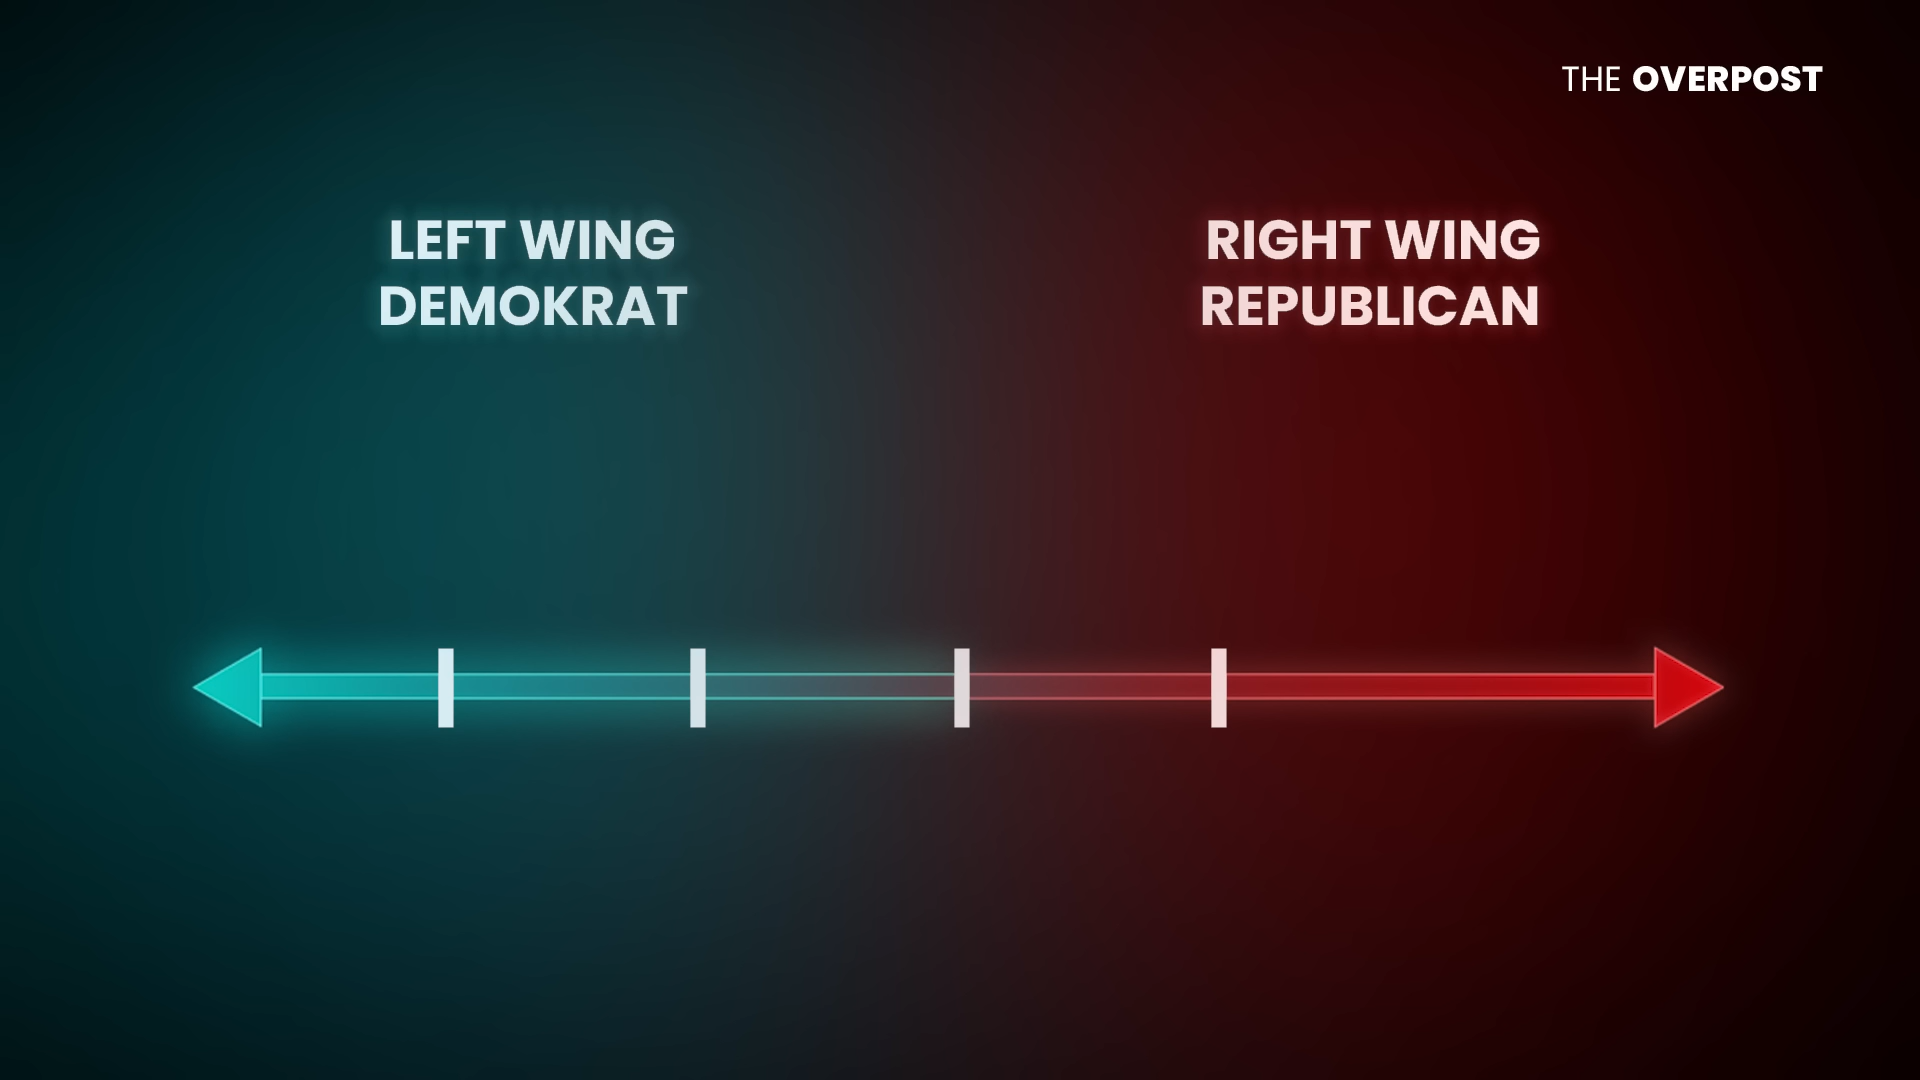 THE OVERPOST
LEFT WING
DEMOKRAT
RIGHT WING
REPUBLICAN